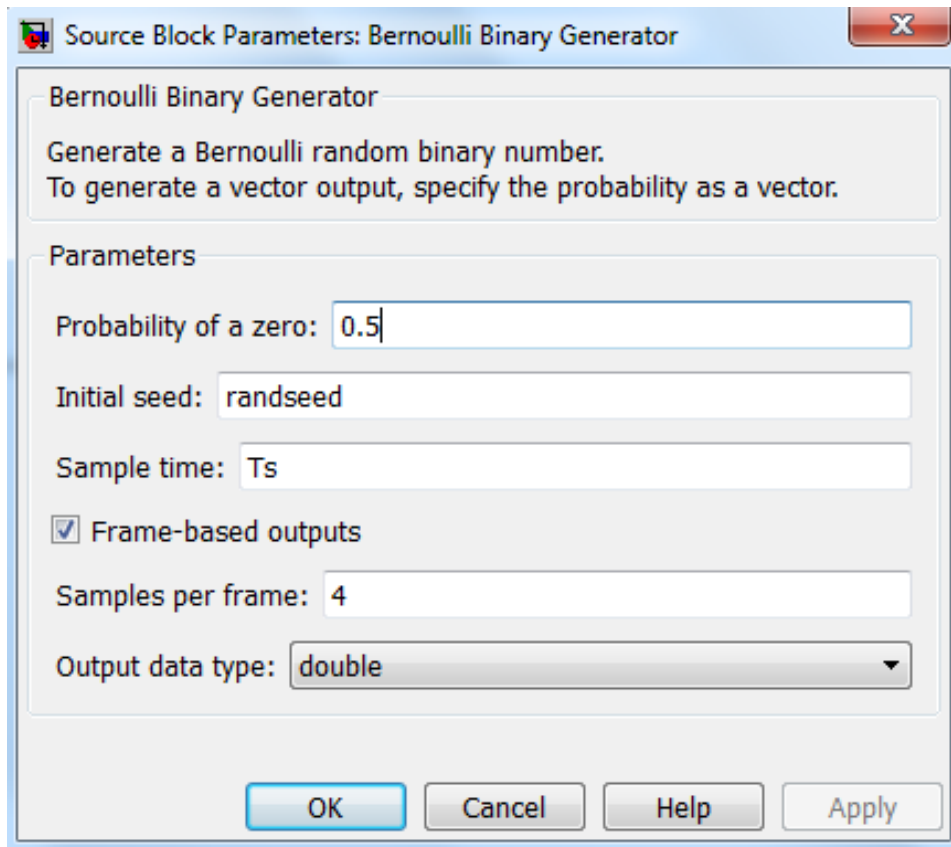 Source Block Parameters: Bernoulli Binary Generator
Bernoulli Binary Generator
Generate a Bernoulli random binary number.
To generate a vector output, specify the probability as a vector.
Parameters
Probability of a zero: 0.5
Initial seed: randseed
Sample time: Ts
Frame-based outputs
Samples per frame: 4
Output data type: double
OK Cancel Help Apply